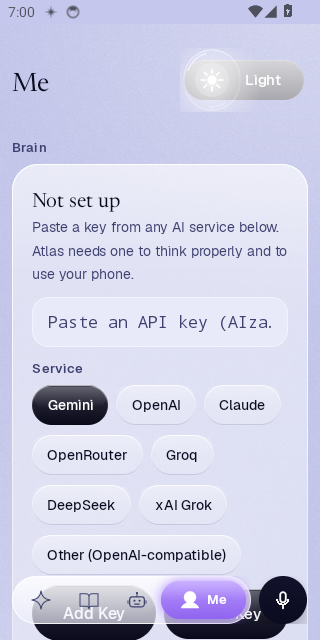 7:00
Me
Light
Brain
Not set up
Paste a key from any AI service below.
Atlas needs one to think properly and to
use your phone.
Paste an API key (AIza.
Service
Gemini
OpenAI
Claude
OpenRouter
Groq
DeepSeek
xAI Grok
Other (OpenAI-compatible)
Add Key
Key
Me